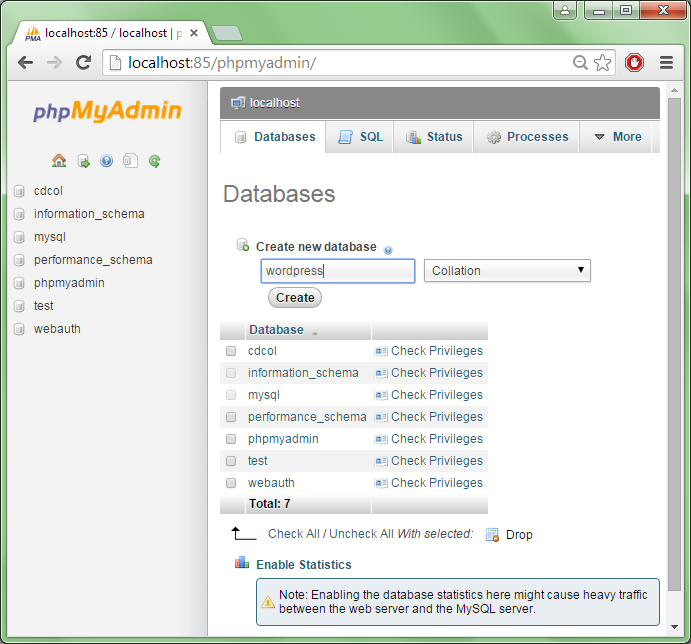 localhost:85 / localhost | p
localhost:85/phpmyadmin/
phpMyAdmin
cdcol
information_schema
mysql
performance_schema
phpmyadmin
test
webauth
localhost
Databases SQL Status Processes More
Databases
Create new database
wordpress Collation
Create
Database
cdcol Check Privileges
information_schema Check Privileges
mysql Check Privileges
performance_schema Check Privileges
phpmyadmin Check Privileges
test Check Privileges
webauth Check Privileges
Total: 7
Check All / Uncheck All With selected: Drop
Enable Statistics
Note: Enabling the database statistics here might cause heavy traffic
between the web server and the MySQL server.